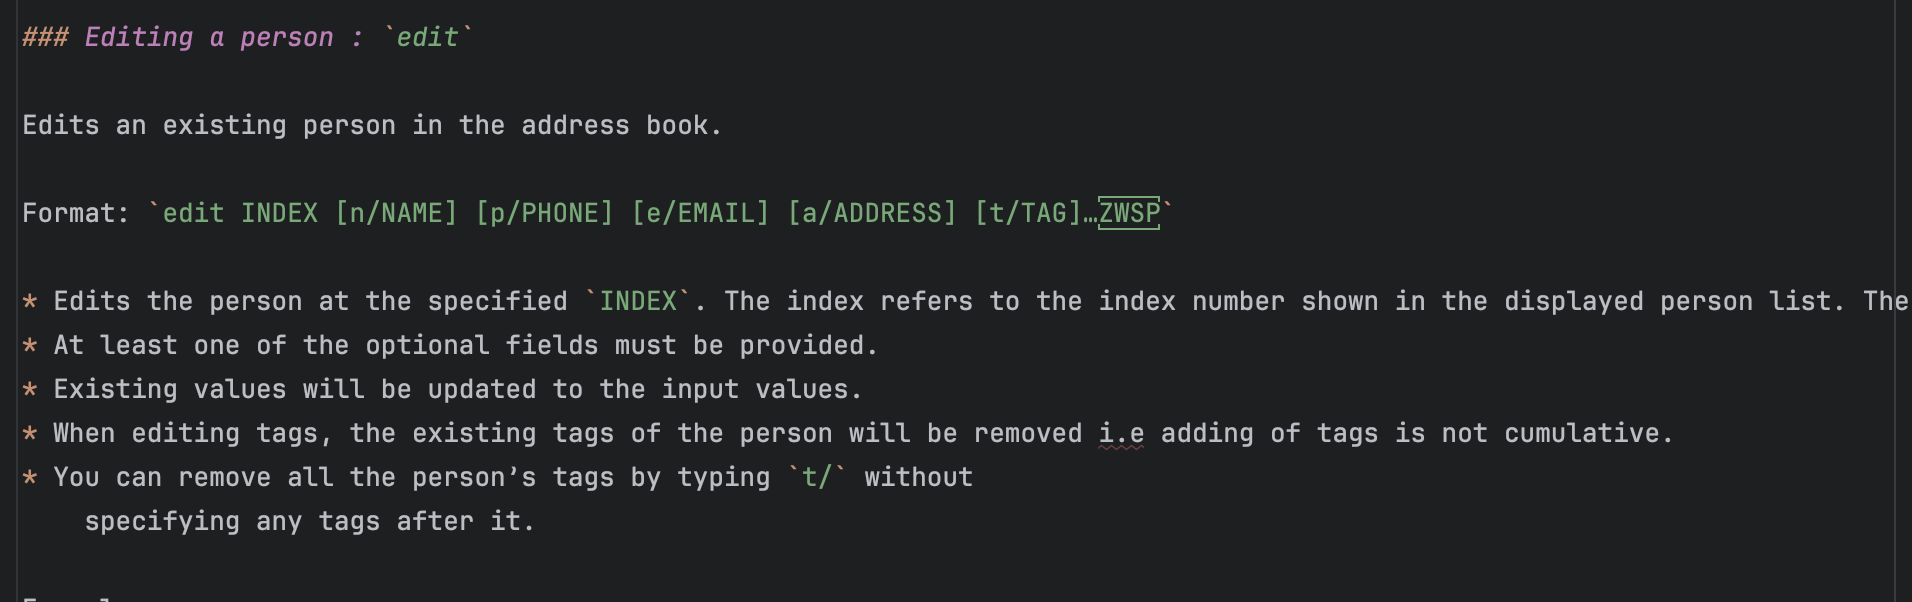 ### Editing a person : `edit`
Edits an existing person in the address book.
Format: `edit INDEX [n/NAME] [p/PHONE] [e/EMAIL] [a/ADDRESS] [t/TAG]…ZWSP`
* Edits the person at the specified `INDEX`. The index refers to the index number shown in the displayed person list. The
* At least one of the optional fields must be provided.
* Existing values will be updated to the input values.
* When editing tags, the existing tags of the person will be removed i.e adding of tags is not cumulative.
* You can remove all the person’s tags by typing `t/` without
specifying any tags after it.